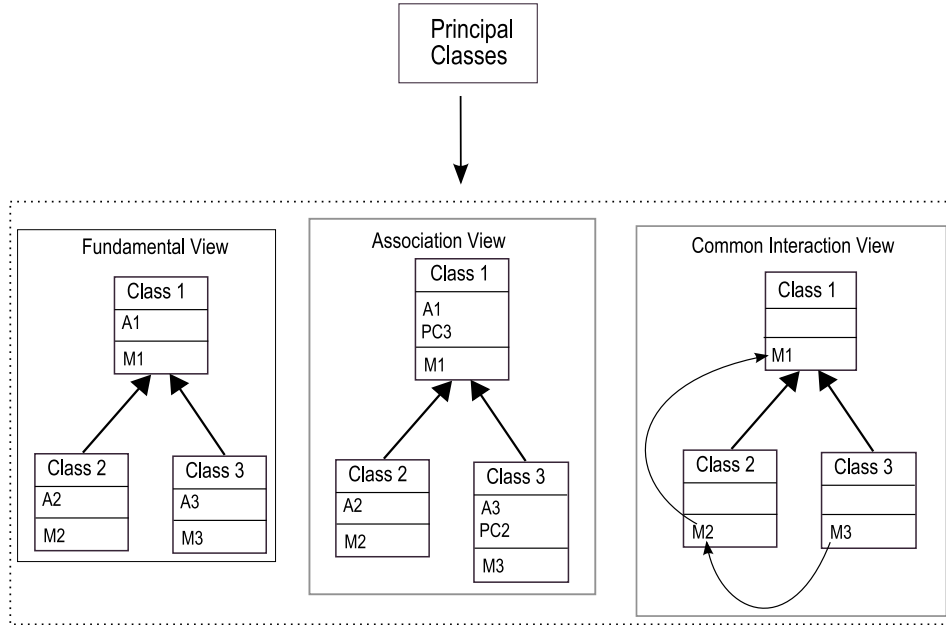 Principal
Classes
Fundamental View
Class 1
A1
M1
Class 2
A2
M2
Class 3
A3
M3
Association View
Class 1
A1
PC3
M1
Class 2
A2
M2
Class 3
A3
PC2
M3
Common Interaction View
Class 1
M1
Class 2
M2
Class 3
M3